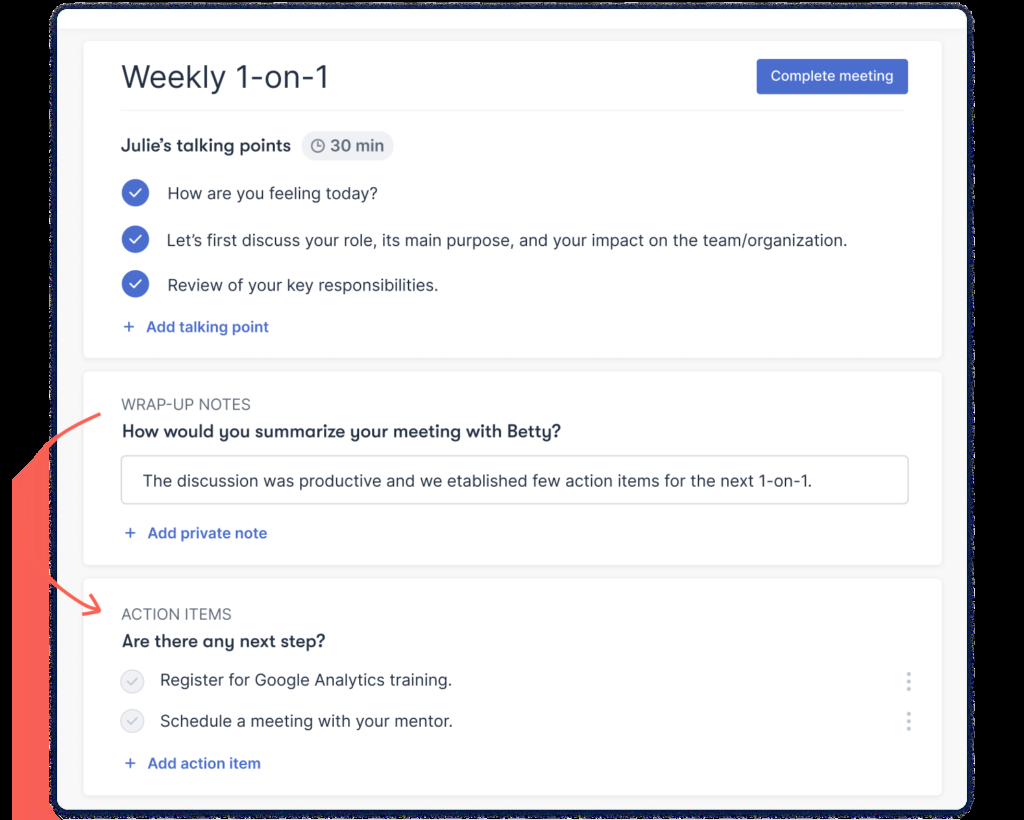 Weekly 1-on-1
Complete meeting
Julie’s talking points
30 min
How are you feeling today?
Let’s first discuss your role, its main purpose, and your impact on the team/organization.
Review of your key responsibilities.
+ Add talking point
WRAP-UP NOTES
How would you summarize your meeting with Betty?
The discussion was productive and we etablished few action items for the next 1-on-1.
+ Add private note
ACTION ITEMS
Are there any next step?
Register for Google Analytics training.
Schedule a meeting with your mentor.
+ Add action item